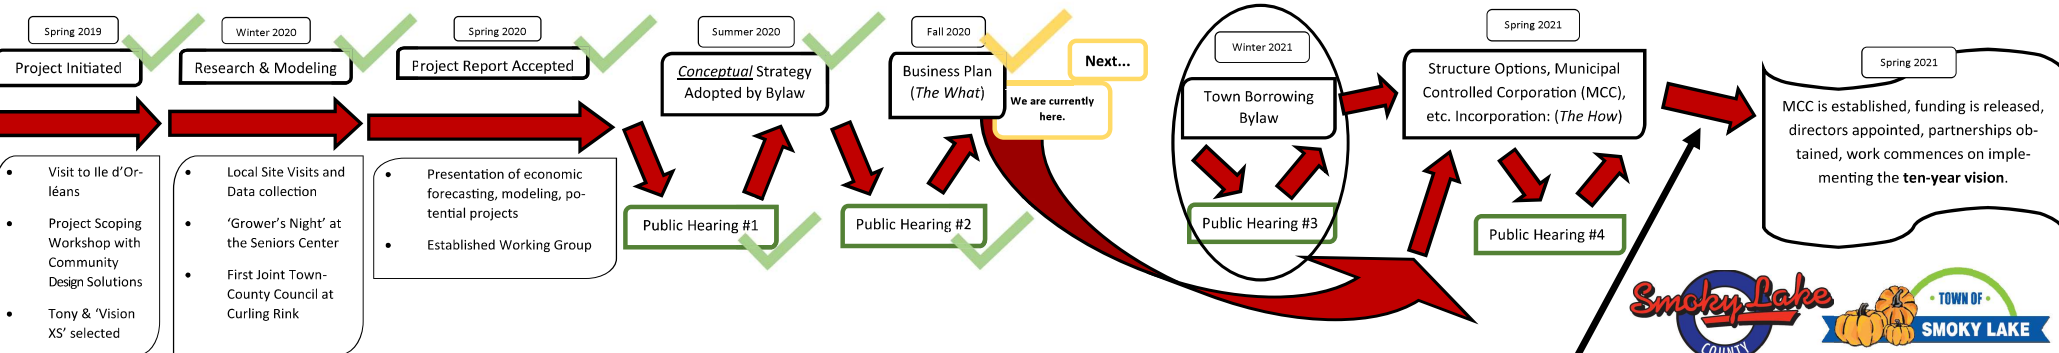 Spring 2019
Project Initiated
Visit to Ile d’Or-
léans
Project Scoping
Workshop with
Community
Design Solutions
Tony & ‘Vision
XS’ selected
Winter 2020
Research & Modeling
Local Site Visits and
Data collection
‘Grower’s Night’ at
the Seniors Center
First Joint Town-
County Council at
Curling Rink
Spring 2020
Project Report Accepted
Presentation of economic
forecasting, modeling, po-
tential projects
Established Working Group
Summer 2020
Conceptual Strategy
Adopted by Bylaw
Public Hearing #1
Fall 2020
Business Plan
(The What)
Public Hearing #2
Next...
We are currently
here.
Winter 2021
Town Borrowing
Bylaw
Public Hearing #3
Spring 2021
Structure Options, Municipal
Controlled Corporation (MCC),
etc. Incorporation: (The How)
Public Hearing #4
Spring 2021
MCC is established, funding is released,
directors appointed, partnerships ob-
tained, work commences on imple-
menting the ten-year vision.
Smoky Lake
COUNTY
• TOWN OF •
SMOKY LAKE